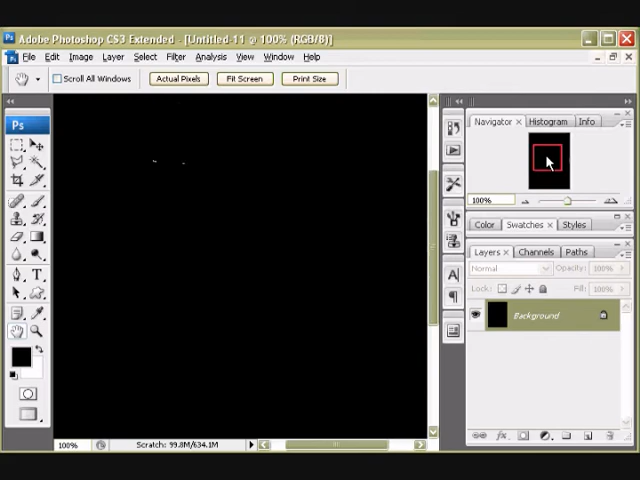 Adobe Photoshop CS3 Extended - [Untitled-11 @ 100% (RGB/8)]
File Edit Image Layer Select Filter Analysis View Window Help
Scroll All Windows Actual Pixels Fit Screen Print Size
Ps
Navigator × Histogram Info
100%
Color Swatches × Styles
Layers × Channels Paths
Normal Opacity: 100%
Lock: Fill: 100%
Background
100% Scratch: 99.8M/634.1M